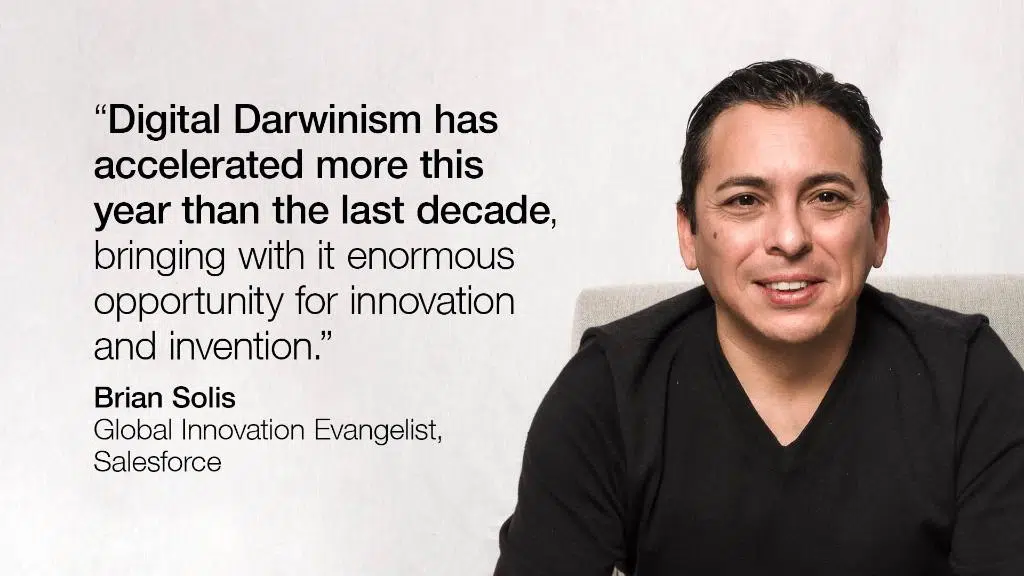 “Digital Darwinism has
accelerated more this
year than the last decade,
bringing with it enormous
opportunity for innovation
and invention.”
Brian Solis
Global Innovation Evangelist,
Salesforce